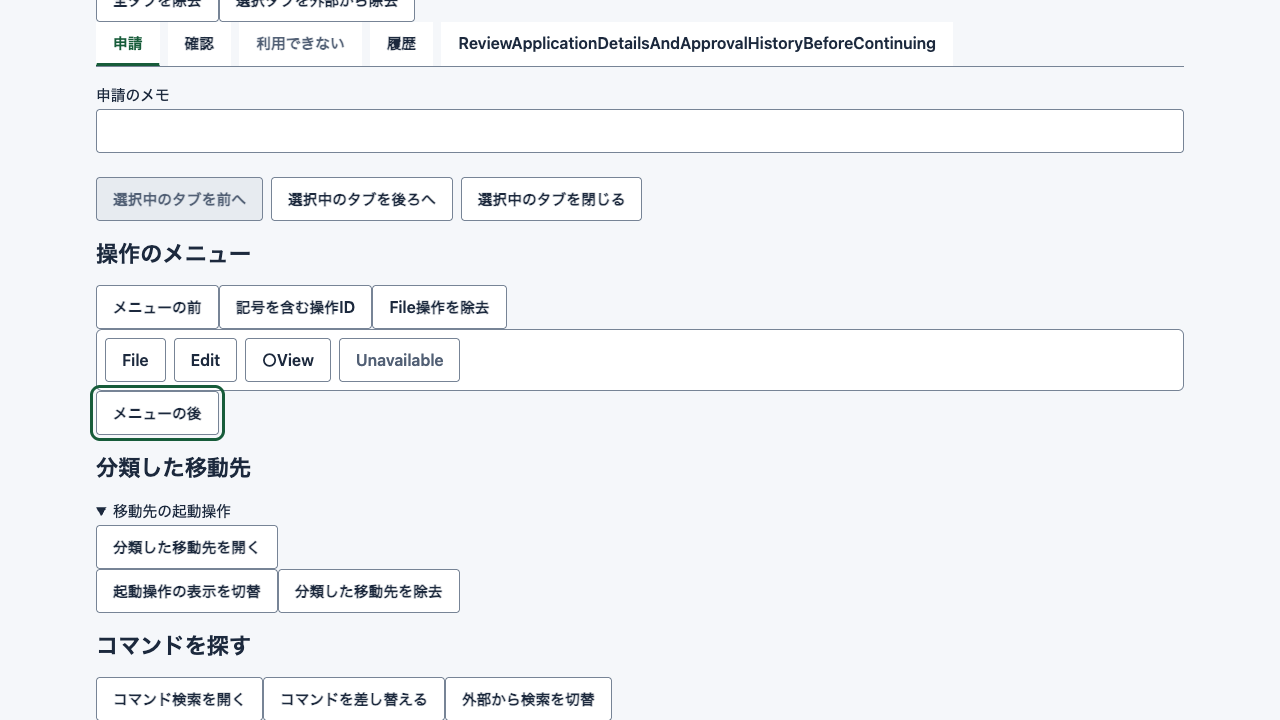 全タブを除去 選択タブを外部から除去
申請 確認 利用できない 履歴 ReviewApplicationDetailsAndApprovalHistoryBeforeContinuing
申請のメモ
選択中のタブを前へ 選択中のタブを後ろへ 選択中のタブを閉じる
操作のメニュー
メニューの前 記号を含む操作ID File操作を除去
File Edit 〇View Unavailable
メニューの後
分類した移動先
▼ 移動先の起動操作
分類した移動先を開く
起動操作の表示を切替 分類した移動先を除去
コマンドを探す
コマンド検索を開く コマンドを差し替える 外部から検索を切替